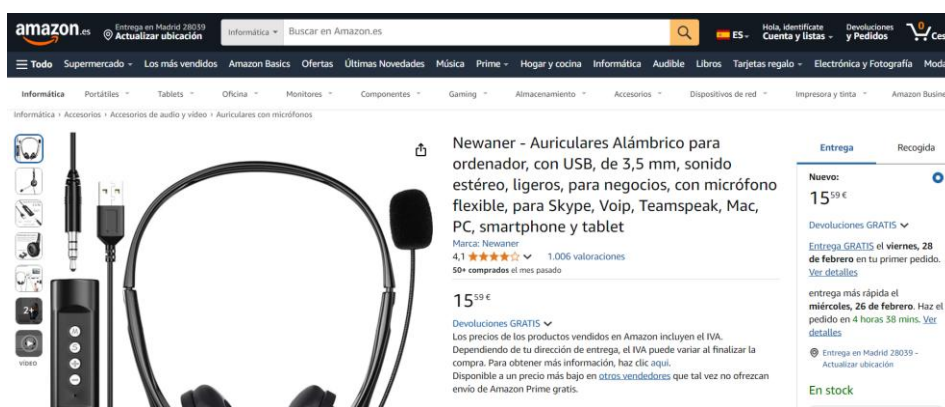 amazon.es
Entrega en Madrid 28039
Actualizar ubicación
Informática
Buscar en Amazon.es
ES
Hola, identifícate
Cuenta y listas
Devoluciones
y Pedidos
0
Ces
Todo Supermercado Los más vendidos Amazon Basics Ofertas Últimas Novedades Música Prime Hogar y cocina Informática Audible Libros Tarjetas regalo Electrónica y Fotografía Moda
Informática Portátiles Tablets Oficina Monitores Componentes Gaming Almacenamiento Accesorios Dispositivos de red Impresora y tinta Amazon Busine
Informática › Accesorios › Accesorios de audio y vídeo › Auriculares con micrófonos
VÍDEO
Newaner - Auriculares Alámbrico para
ordenador, con USB, de 3,5 mm, sonido
estéreo, ligeros, para negocios, con micrófono
flexible, para Skype, Voip, Teamspeak, Mac,
PC, smartphone y tablet
Marca: Newaner
4,1 1.006 valoraciones
50+ comprados el mes pasado
15 59 €
Devoluciones GRATIS
Los precios de los productos vendidos en Amazon incluyen el IVA.
Dependiendo de tu dirección de entrega, el IVA puede variar al finalizar la
compra. Para obtener más información, haz clic aquí.
Disponible a un precio más bajo en otros vendedores que tal vez no ofrezcan
envío de Amazon Prime gratis.
Entrega Recogida
Nuevo:
15 59 €
Devoluciones GRATIS
Entrega GRATIS el viernes, 28
de febrero en tu primer pedido.
Ver detalles
entrega más rápida el
miércoles, 26 de febrero. Haz el
pedido en 4 horas 38 mins. Ver
detalles
Entrega en Madrid 28039 -
Actualizar ubicación
En stock